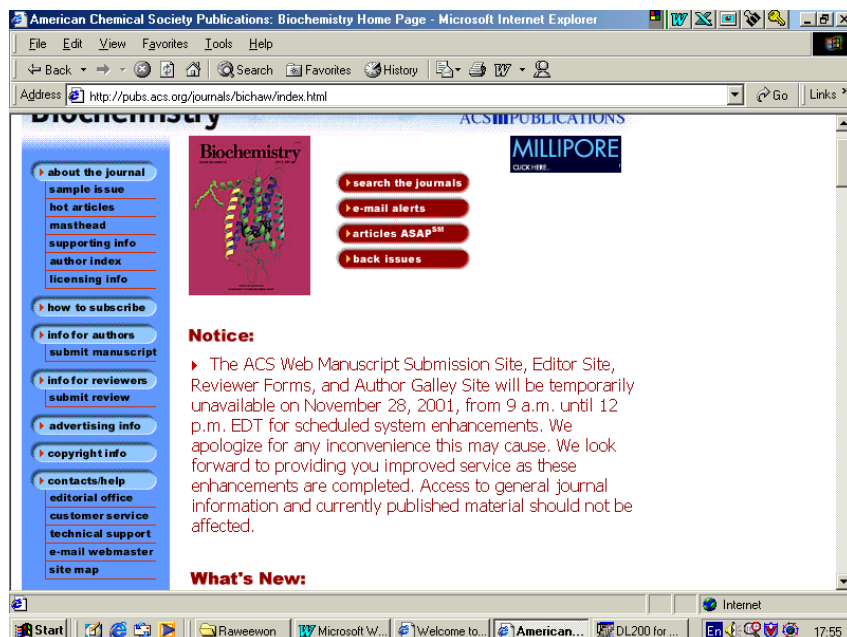 American Chemical Society Publications: Biochemistry Home Page - Microsoft Internet Explorer
File Edit View Favorites Tools Help
Back Search Favorites History
Address http://pubs.acs.org/journals/bichaw/index.html Go Links »
Biochemistry
ACS PUBLICATIONS
Biochemistry
MILLIPORE
CLICK HERE..
about the journal
sample issue
hot articles
masthead
supporting info
author index
licensing info
how to subscribe
info for authors
submit manuscript
info for reviewers
submit review
advertising info
copyright info
contacts/help
editorial office
customer service
technical support
e-mail webmaster
site map
search the journals
e-mail alerts
articles ASAP℠
back issues
Notice:
The ACS Web Manuscript Submission Site, Editor Site,
Reviewer Forms, and Author Galley Site will be temporarily
unavailable on November 28, 2001, from 9 a.m. until 12
p.m. EDT for scheduled system enhancements. We
apologize for any inconvenience this may cause. We look
forward to providing you improved service as these
enhancements are completed. Access to general journal
information and currently published material should not be
affected.
What's New:
Internet
Start Raweewon Microsoft W... Welcome to... American... DL200 for ... En 17:55